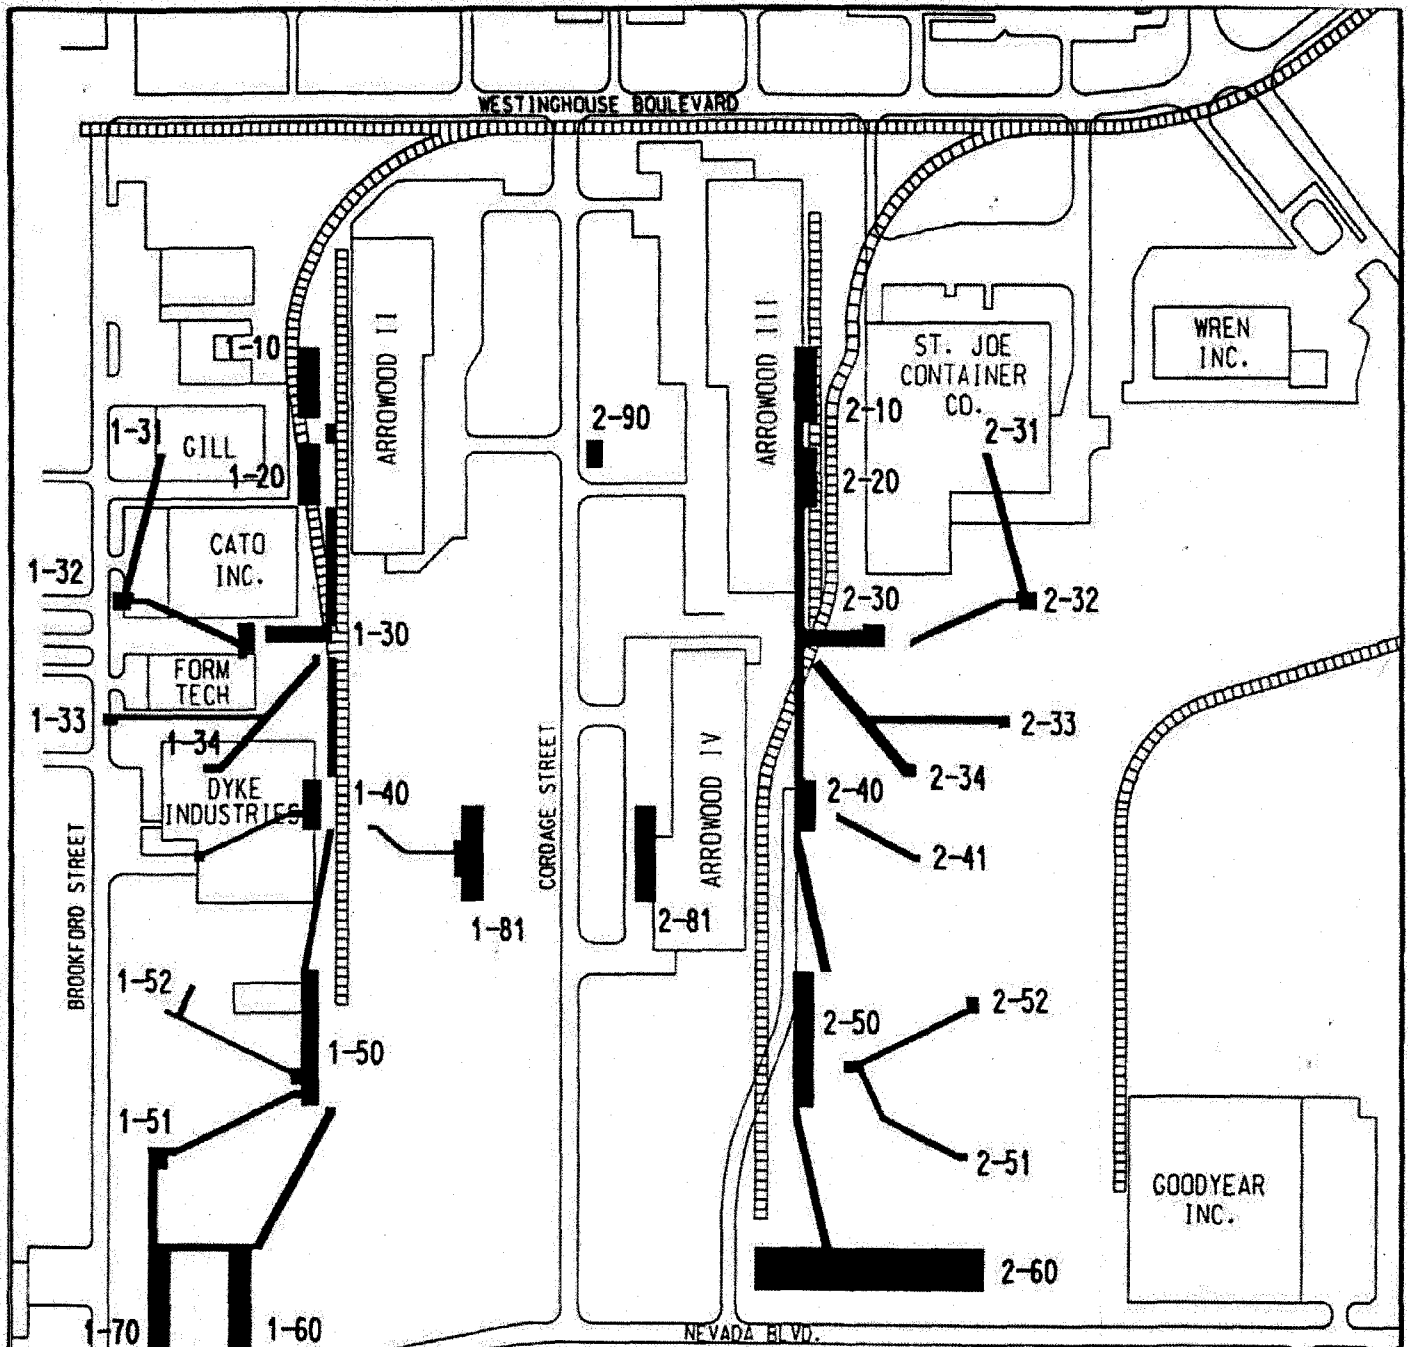 WESTINGHOUSE BOULEVARD
ARROWOOD II
ARROWOOD III
ST. JOE
CONTAINER
CO.
WREN
INC.
1-10
2-10
2-90
1-31
GILL
2-31
1-20
2-20
CATO
INC.
1-32
2-30
2-32
1-30
FORM
TECH
1-33
2-33
1-34
2-34
DYKE
INDUSTRIES
1-40
2-40
CORDAGE STREET
ARROWOOD IV
2-41
BROOKFORD STREET
1-81
2-81
1-52
2-52
1-50
2-50
1-51
2-51
GOODYEAR
INC.
2-60
1-70
1-60
NEVADA BLVD.